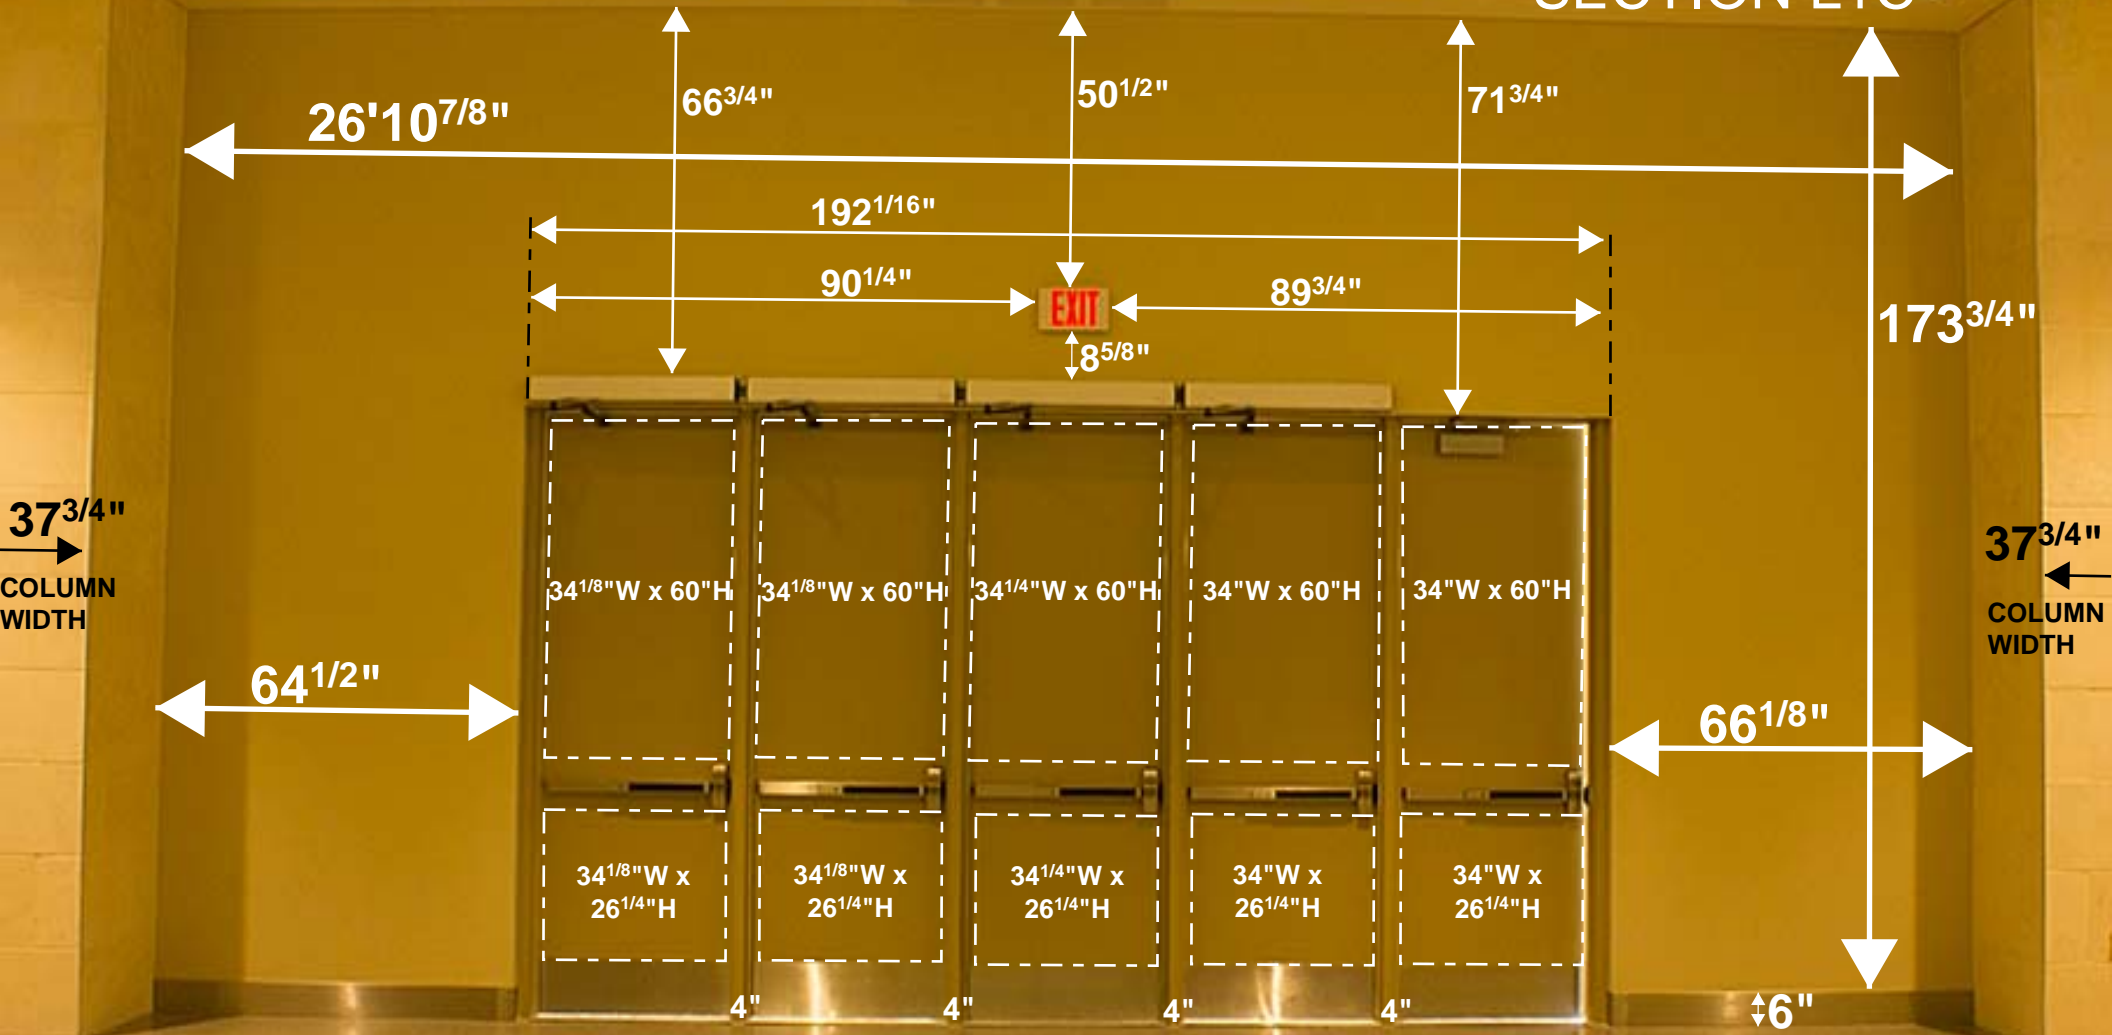 SECTION ETC
66 3/4"
50 1/2"
71 3/4"
26'10 7/8"
192 1/16"
90 1/4"
EXIT
89 3/4"
173 3/4"
8 5/8"
37 3/4"
COLUMN
WIDTH
37 3/4"
COLUMN
WIDTH
34 1/8"W x 60"H
34 1/8"W x 60"H
34 1/4"W x 60"H
34"W x 60"H
34"W x 60"H
64 1/2"
66 1/8"
34 1/8"W x
26 1/4"H
34 1/8"W x
26 1/4"H
34 1/4"W x
26 1/4"H
34"W x
26 1/4"H
34"W x
26 1/4"H
4"
4"
4"
4"
6"